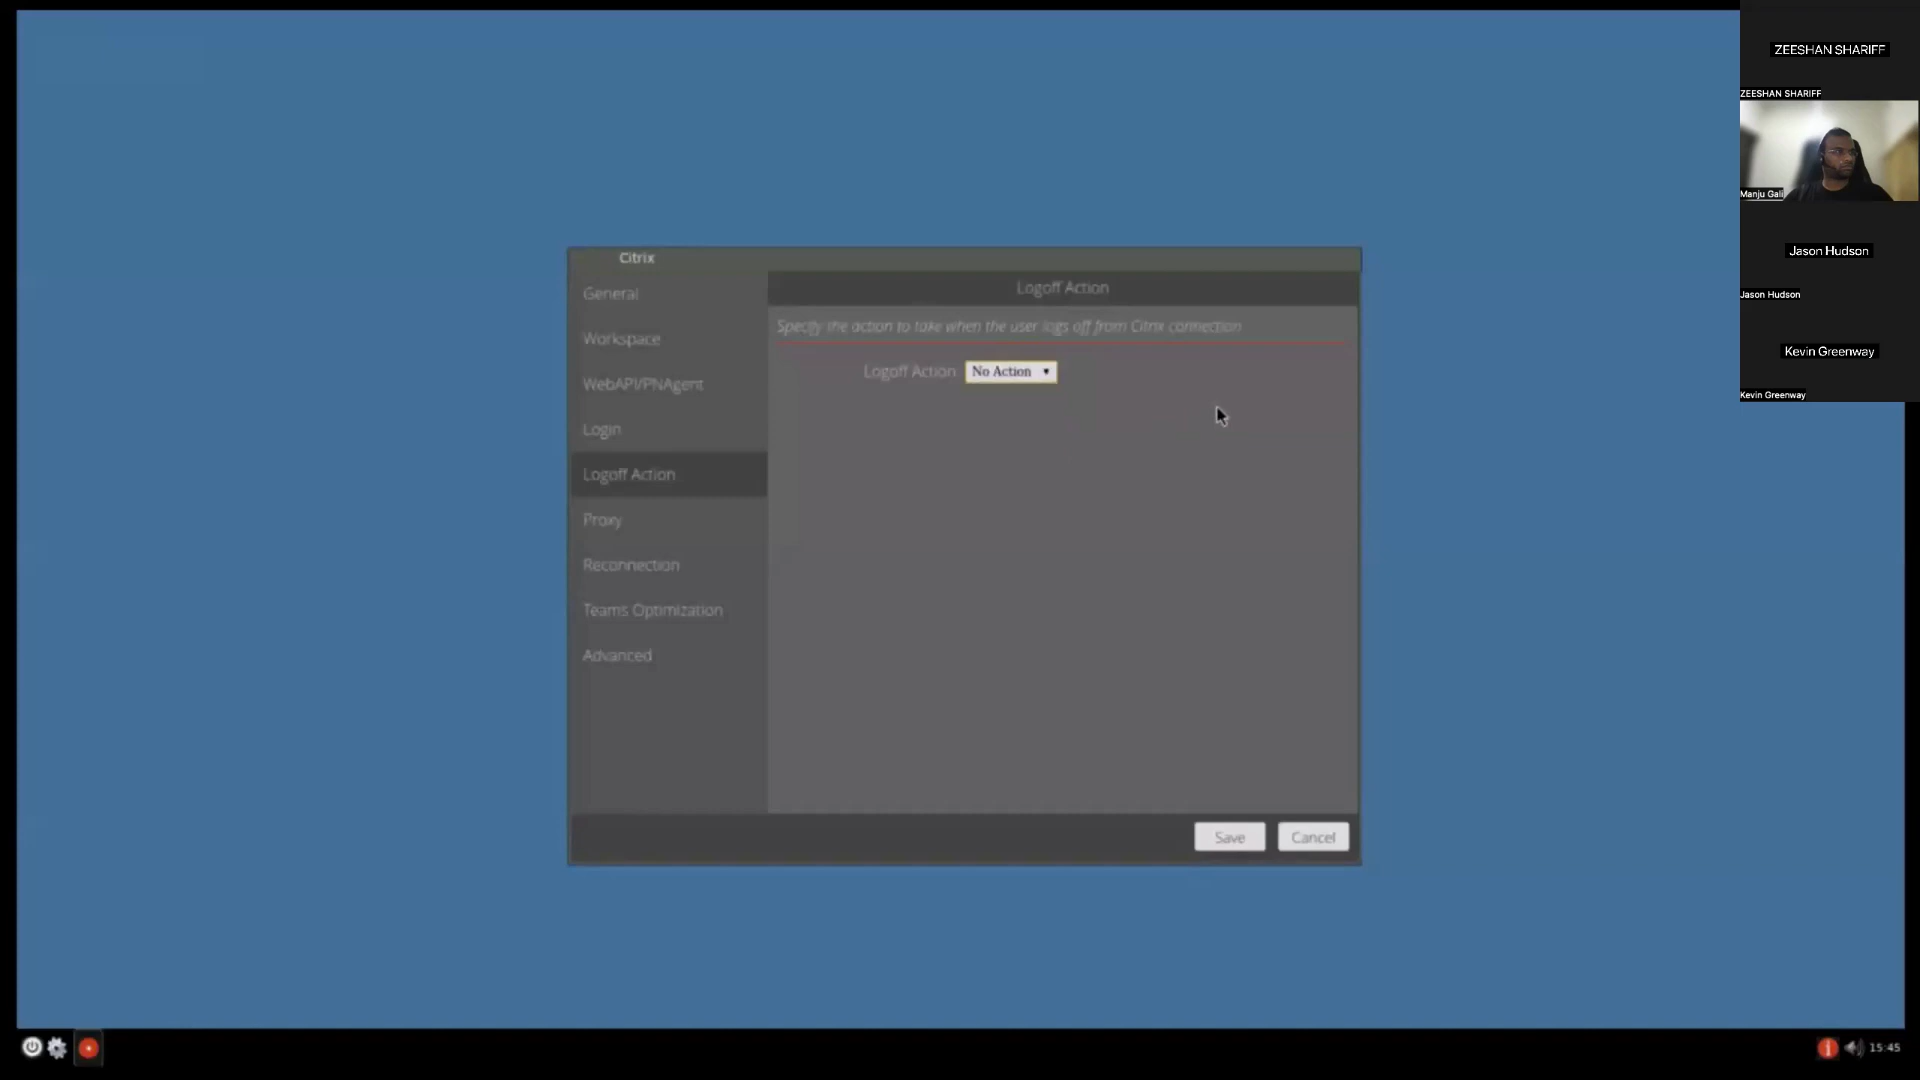 ZEESHAN SHARIFF
ZEESHAN SHARIFF
Manju Gali
Jason Hudson
Jason Hudson
Kevin Greenway
Kevin Greenway
Citrix
General
Workspace
WebAPI/PNAgent
Login
Logoff Action
Proxy
Reconnection
Teams Optimization
Advanced
Logoff Action
Specify the action to take when the user logs off from Citrix connection
Logoff Action No Action
Save Cancel
15:45